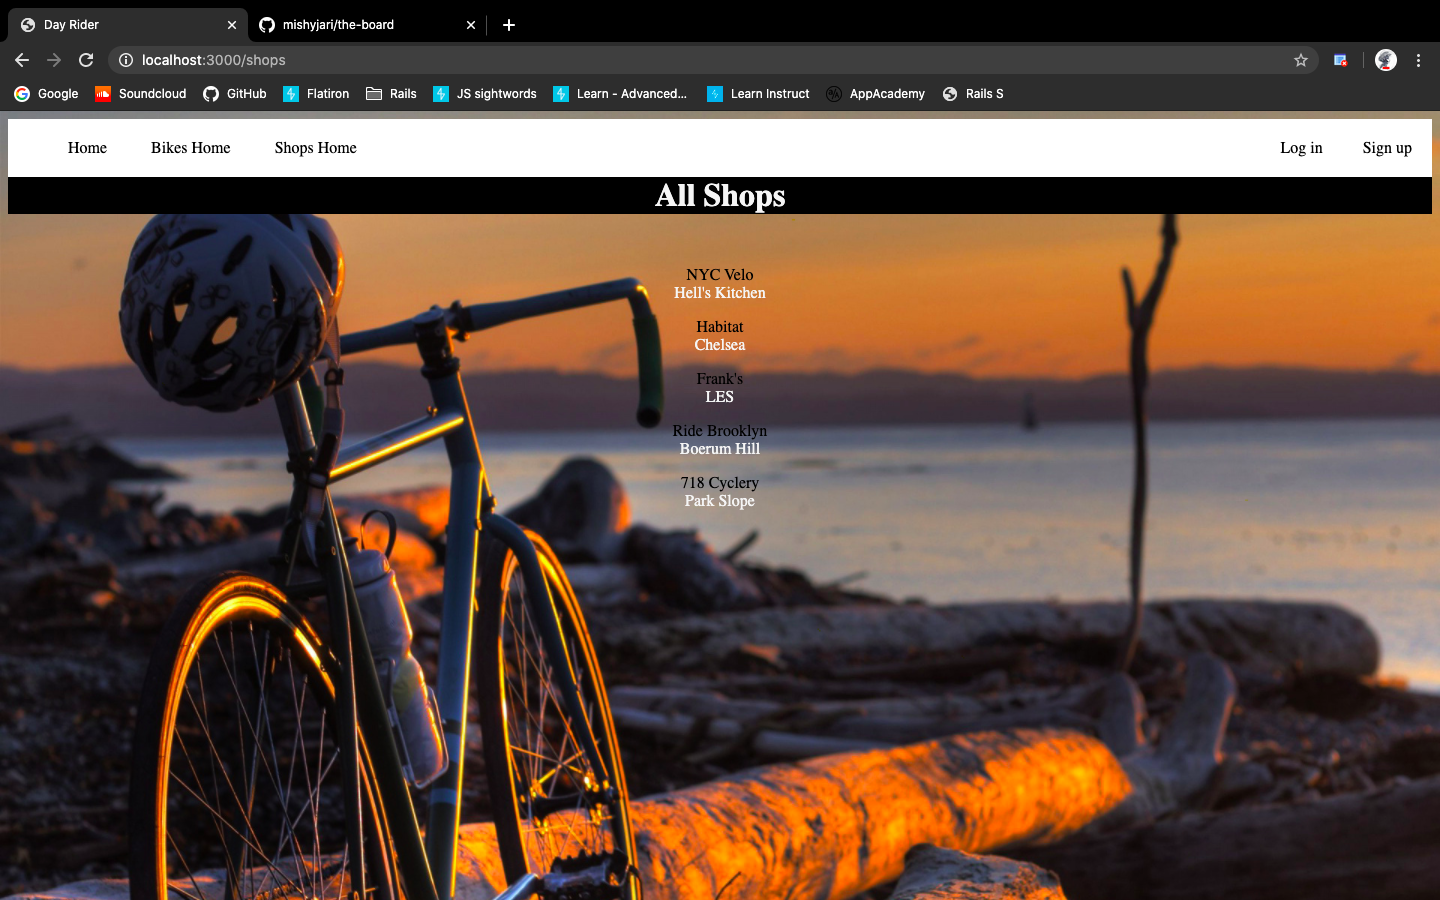 Day Rider
mishyjari/the-board
localhost:3000/shops
Google Soundcloud GitHub Flatiron Rails JS sightwords Learn - Advanced... Learn Instruct AppAcademy Rails S
Home Bikes Home Shops Home Log in Sign up
All Shops
NYC Velo
Hell's Kitchen
Habitat
Chelsea
Frank's
LES
Ride Brooklyn
Boerum Hill
718 Cyclery
Park Slope